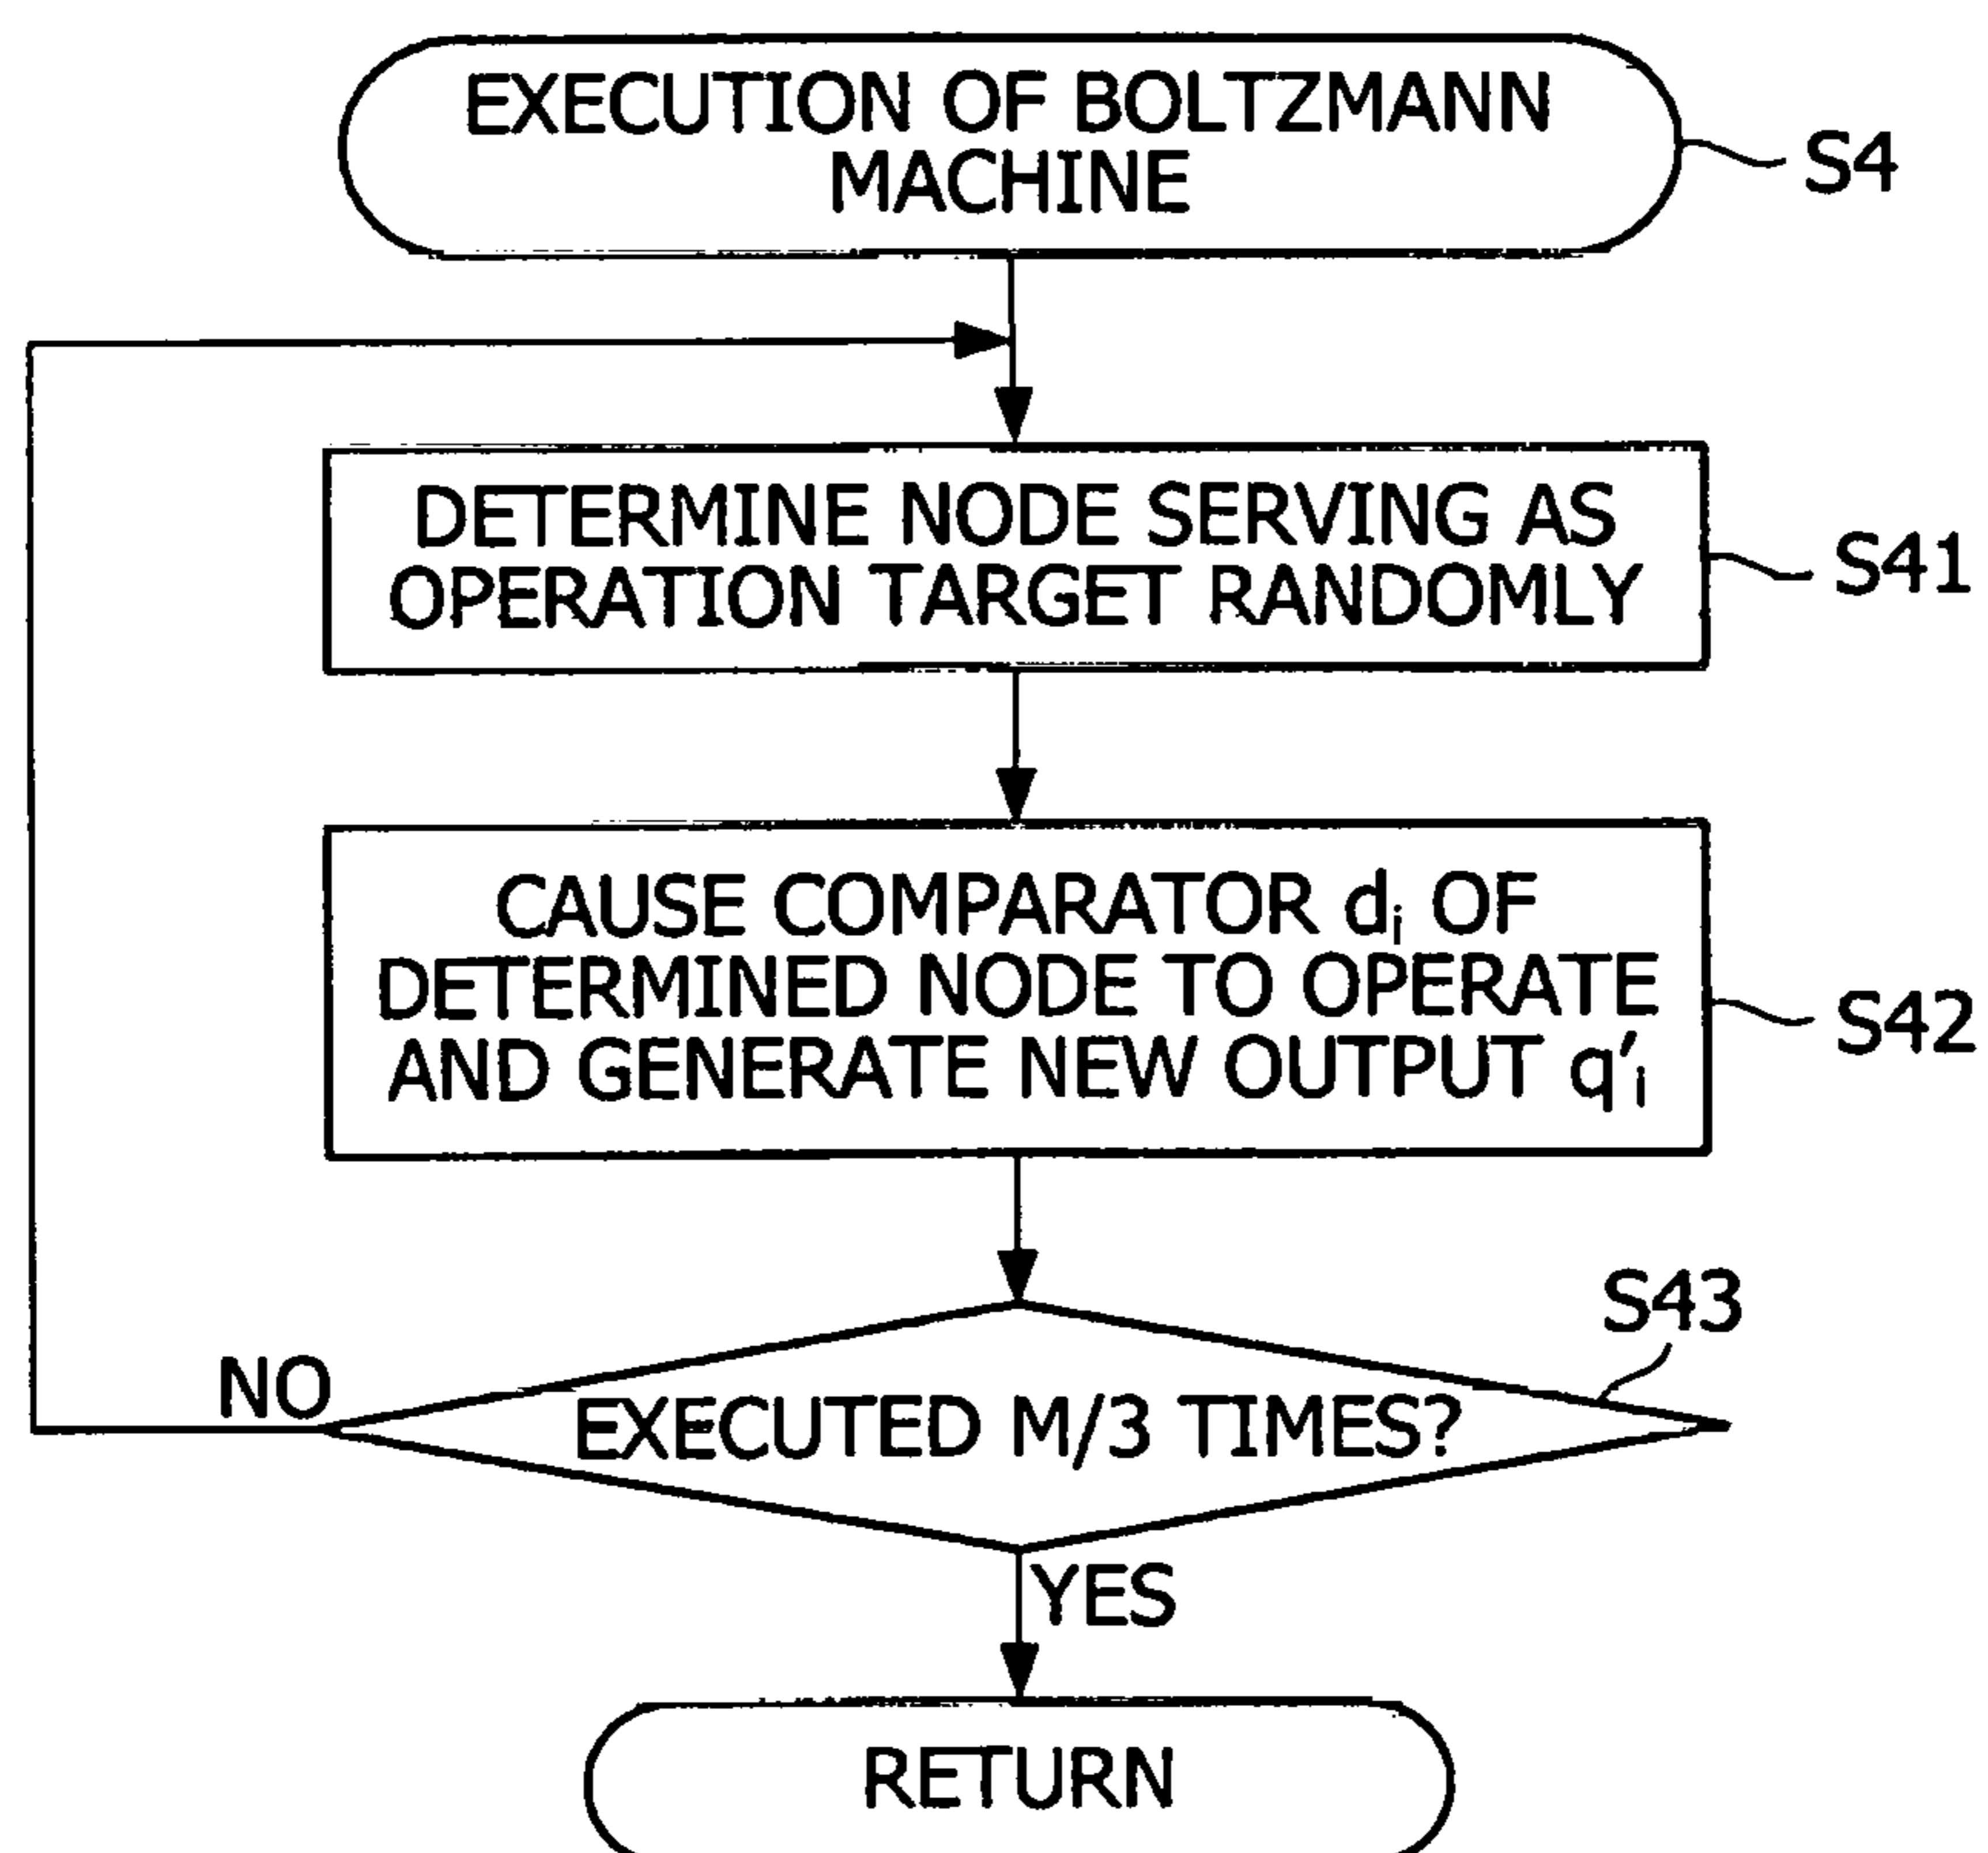 EXECUTION OF BOLTZMANN
MACHINE
S4
DETERMINE NODE SERVING AS
OPERATION TARGET RANDOMLY
S41
CAUSE COMPARATOR dᵢ OF
DETERMINED NODE TO OPERATE
AND GENERATE NEW OUTPUT q′ᵢ
S42
S43
NO
EXECUTED M/3 TIMES?
YES
RETURN